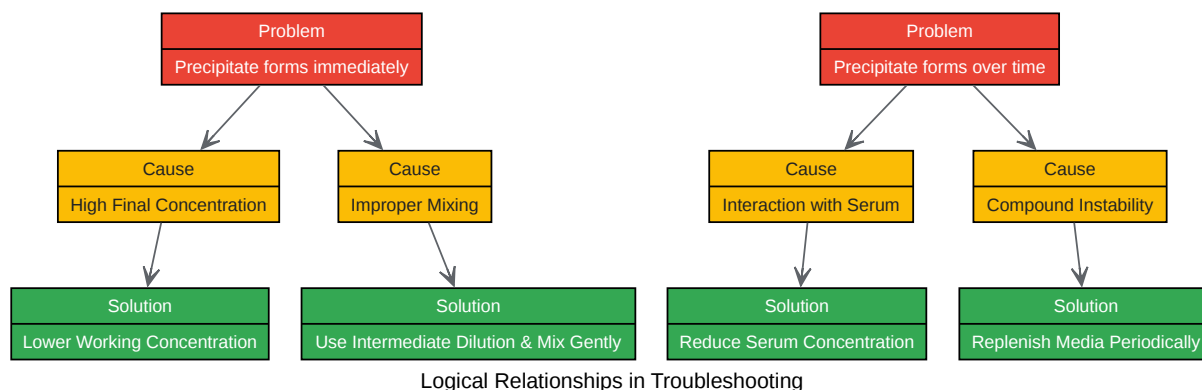 Problem
Precipitate forms immediately
Problem
Precipitate forms over time
Cause
High Final Concentration
Cause
Improper Mixing
Cause
Interaction with Serum
Cause
Compound Instability
Solution
Lower Working Concentration
Solution
Use Intermediate Dilution & Mix Gently
Solution
Reduce Serum Concentration
Solution
Replenish Media Periodically
Logical Relationships in Troubleshooting